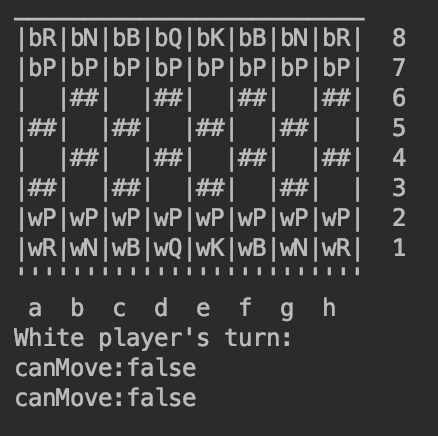 |bR|bN|bB|bQ|bK|bB|bN|bR|  8
|bP|bP|bP|bP|bP|bP|bP|bP|  7
|  |##|  |##|  |##|  |##|  6
|##|  |##|  |##|  |##|  |  5
|  |##|  |##|  |##|  |##|  4
|##|  |##|  |##|  |##|  |  3
|wP|wP|wP|wP|wP|wP|wP|wP|  2
|wR|wN|wB|wQ|wK|wB|wN|wR|  1
 a  b  c  d  e  f  g  h
White player's turn:
canMove:false
canMove:false